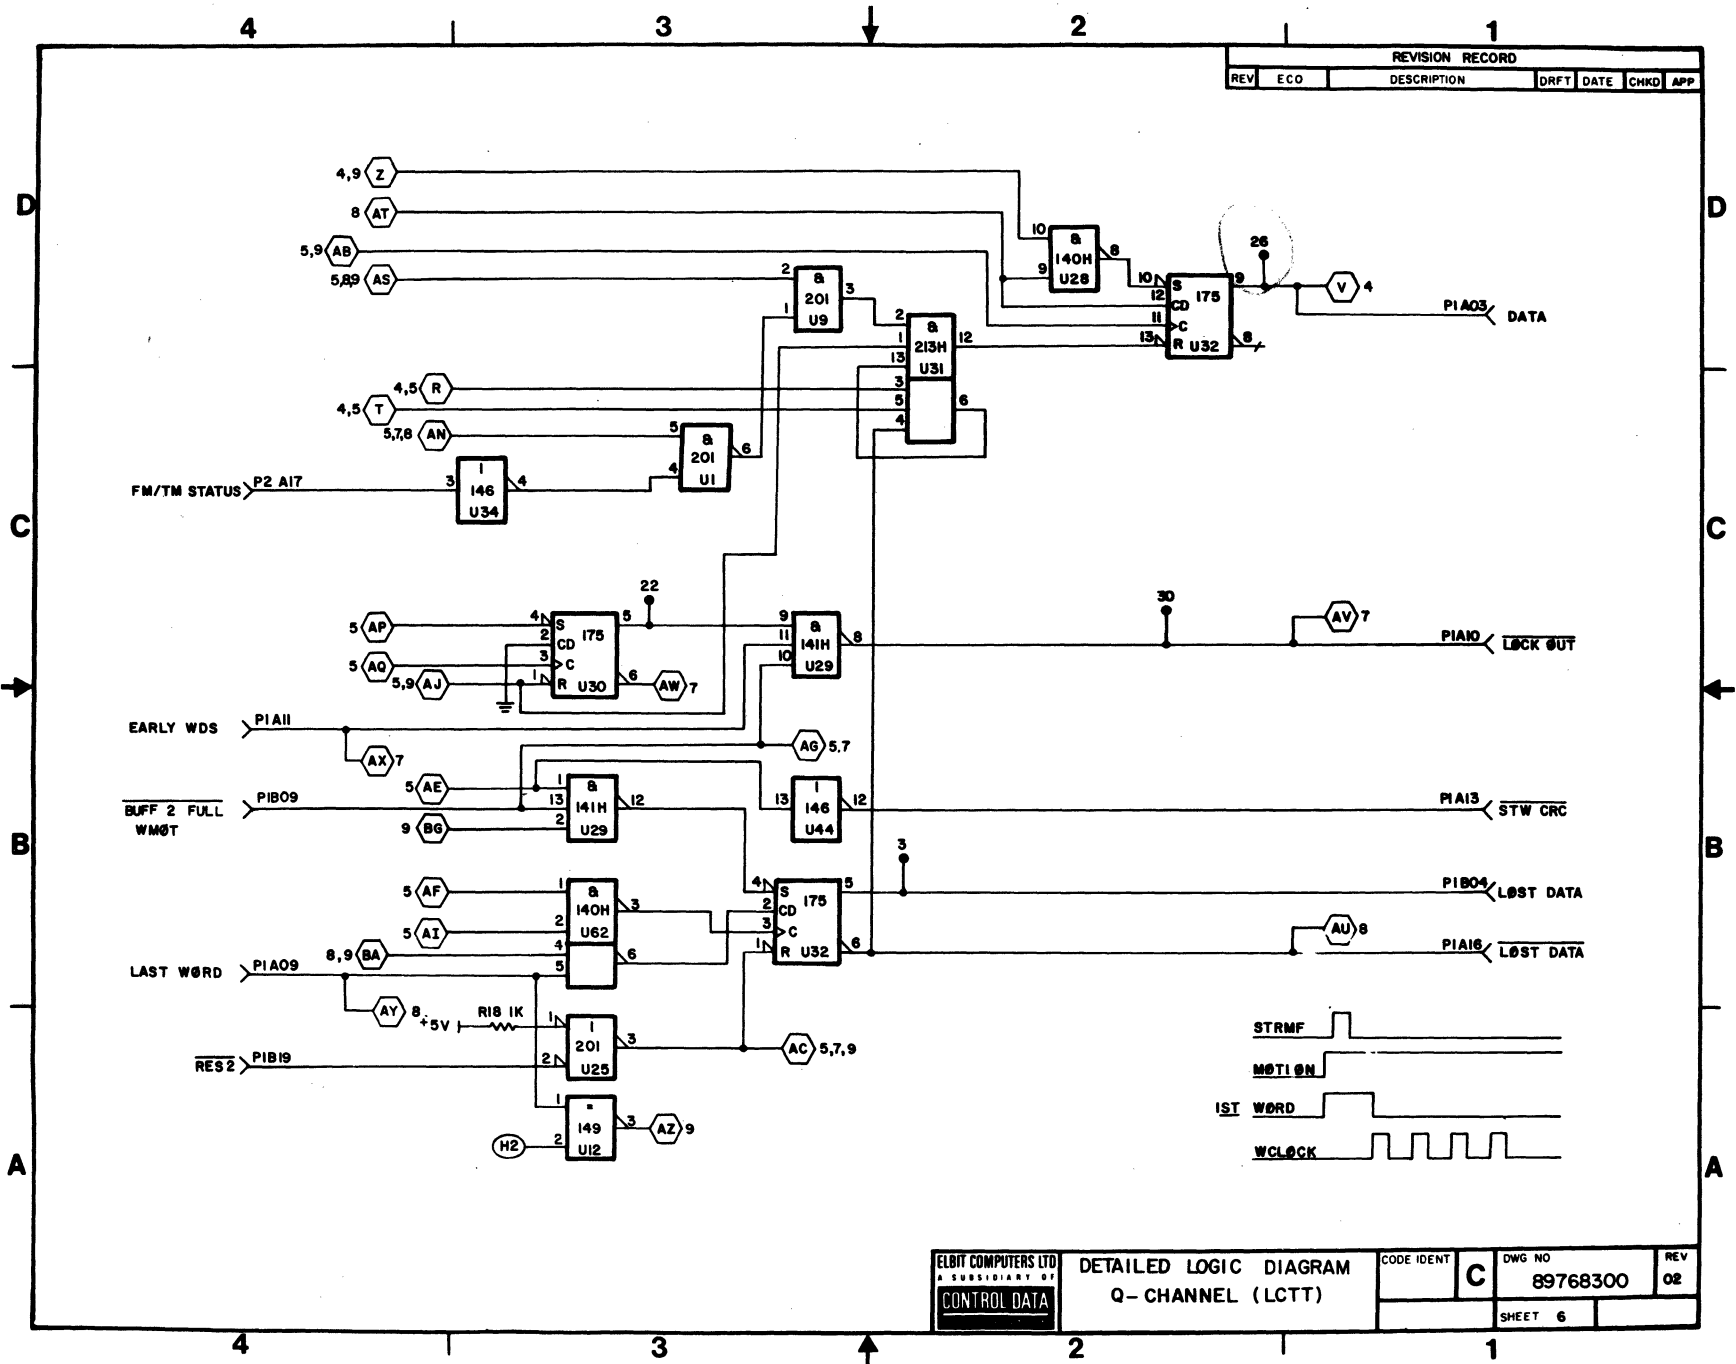 4 3 2 1
REVISION RECORD
REV ECO DESCRIPTION DRFT DATE CHKD APP
D D
4,9 Z
8 AT
5,9 AB
5,8,9 AS
10 & 8
9 140H
U28
26
2 & 3
1 201
U9
10 S 175 9
12 CD
11 C
13 R U32 8
V 4
P1A03 DATA
2 & 12
1 213H
13 U31
3
5 6
4
4,5 R
4,5 T
5,7,8 AN
5 & 6
4 201
U1
FM/TM STATUS P2 A17
3 1 4
146
U34
C C
22
5 AP
5 AQ
5,9 AJ
4 S 175 5
2 CD
3 C
1 R U30 6
AW 7
9 & 8
11 141H
10 U29
30
AV 7
P1A10 LØCK ØUT
EARLY WDS P1A11
AX 7
AG 5,7
5 AE
BUFF 2 FULL P1B09
WMØT
9 BG
1 & 12
13 141H
2 U29
13 1 12
146
U44
P1A13 STW CRC
B B
3
5 AF
5 AI
1 & 3
140H
2 U62
4 6
5
8,9 BA
4 S 175 5
2 CD
3 C
1 R U32 6
P1B04 LØST DATA
AU 8
P1A16 LØST DATA
LAST WØRD P1A09
AY 8
+5V R18 1K
1 1 3
201
2 U25
AC 5,7,9
RES 2 P1B19
1 = 3
149
2 U12
H2
AZ 9
STRMF
MØTIØN
1ST WØRD
WCLØCK
A A
ELBIT COMPUTERS LTD
A SUBSIDIARY OF
CONTROL DATA
DETAILED LOGIC DIAGRAM
Q-CHANNEL (LCTT)
CODE IDENT
C
DWG NO
89768300
REV
02
SHEET 6
4 3 2 1